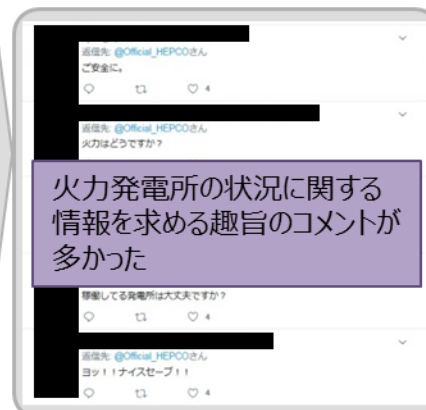 返信先: @Official_HEPCOさん
ご安全に。
4
返信先: @Official_HEPCOさん
火力はどうですか？
火力発電所の状況に関する
情報を求める趣旨のコメントが
多かった
稼働してる発電所は大丈夫ですか？
4
返信先: @Official_HEPCOさん
ヨッ！！ナイスセーブ！！
4